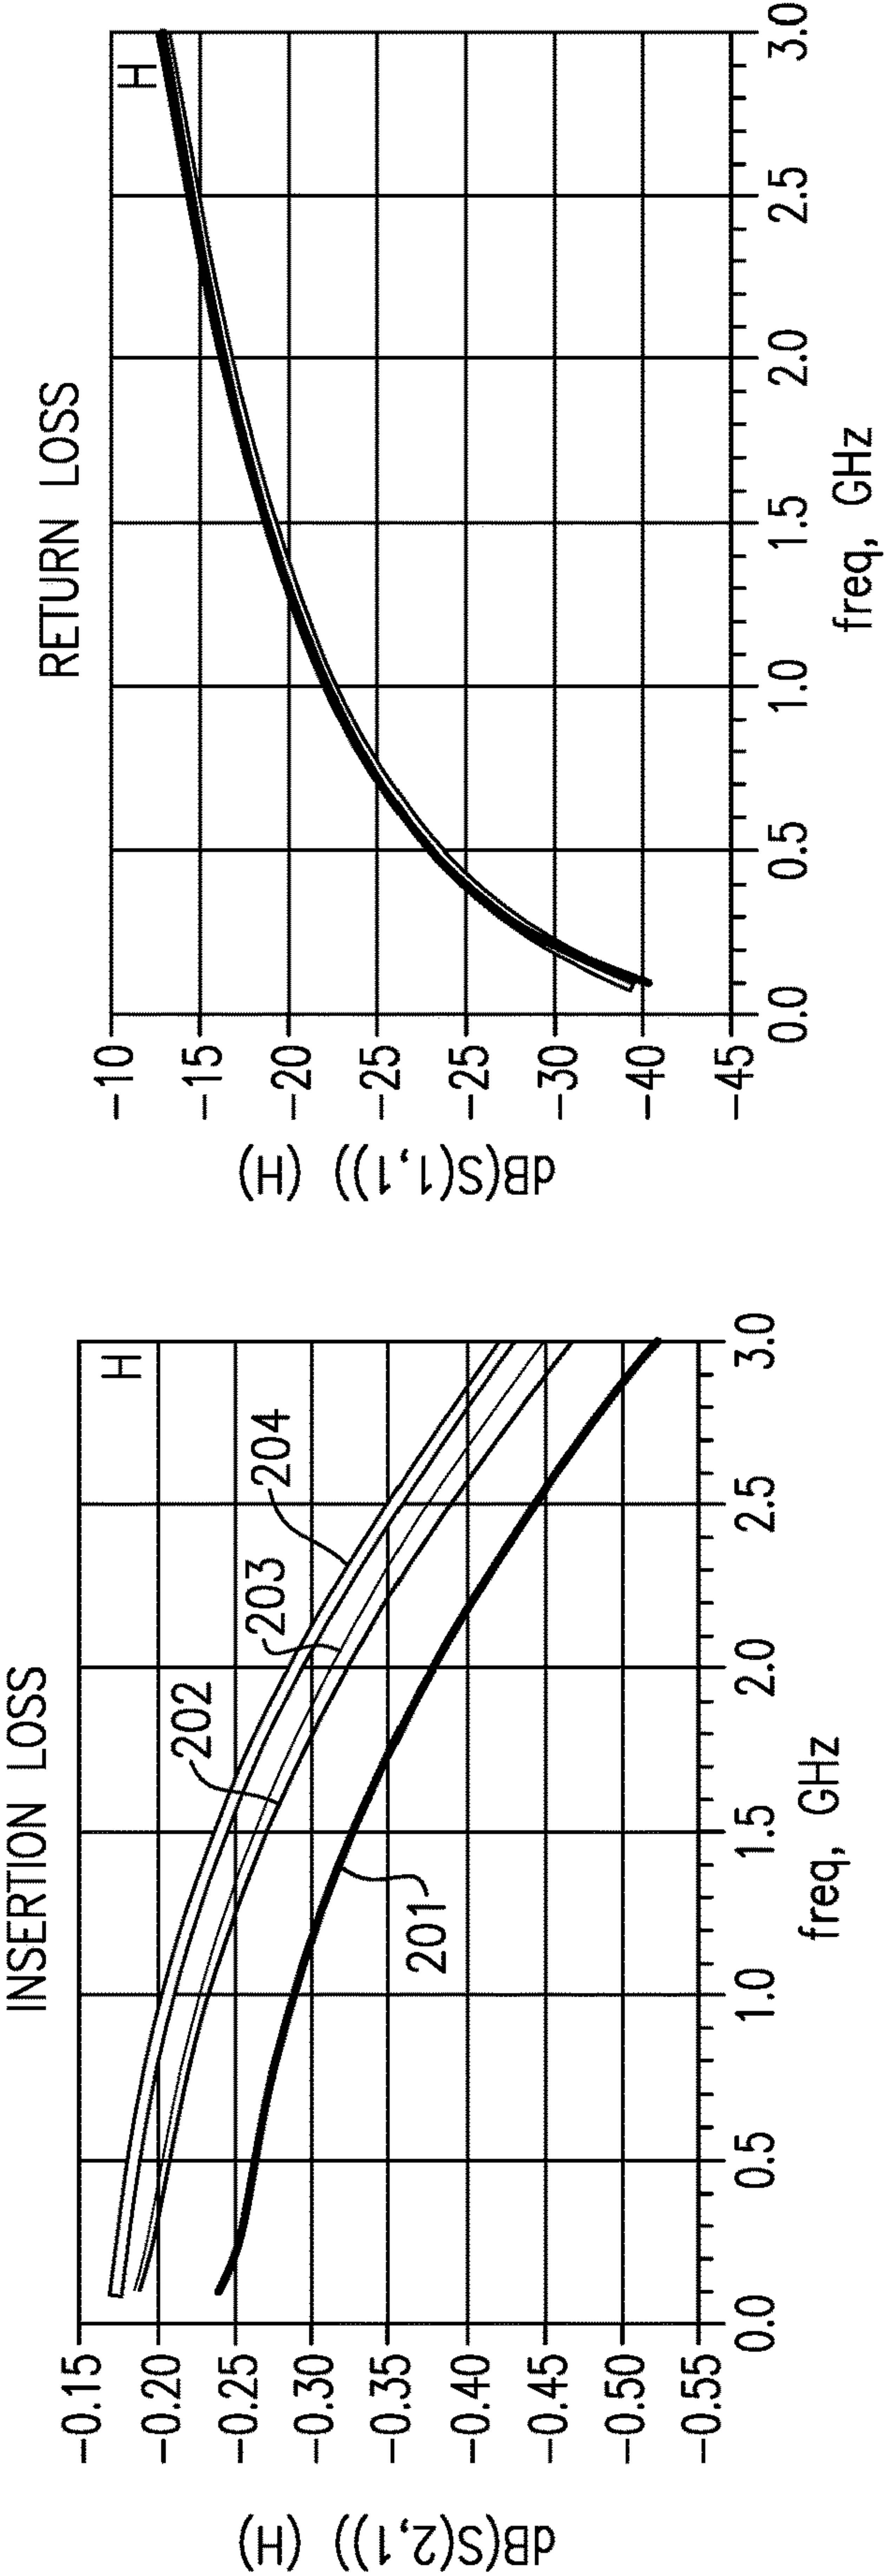 INSERTION LOSS
dB(S(2,1)) (H)
-0.15
-0.20
-0.25
-0.30
-0.35
-0.40
-0.45
-0.50
-0.55
H
201
202
203
204
0.0 0.5 1.0 1.5 2.0 2.5 3.0
freq, GHz
RETURN LOSS
dB(S(1,1)) (H)
-10
-15
-20
-25
-25
-30
-40
-45
H
0.0 0.5 1.0 1.5 2.0 2.5 3.0
freq, GHz